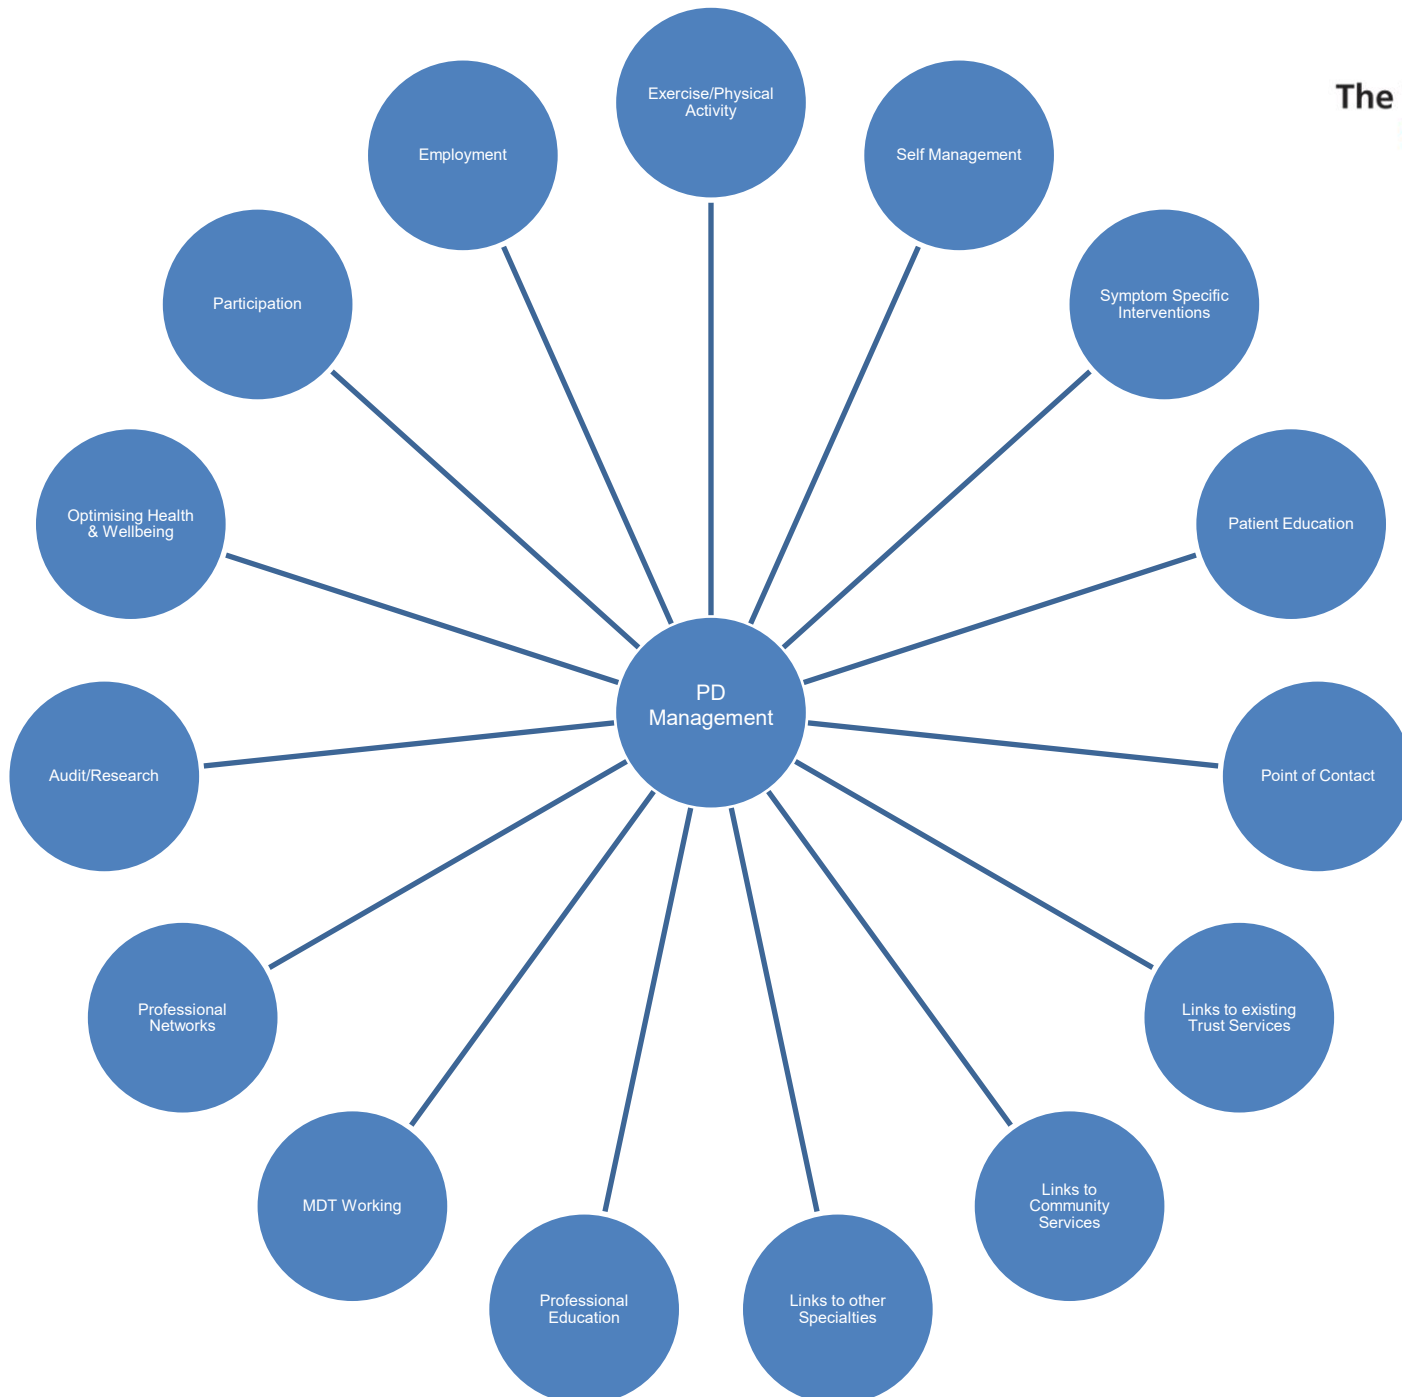 Exercise/Physical
Activity
The
Employment
Self Management
Participation
Symptom Specific
Interventions
Optimising Health
& Wellbeing
Patient Education
PD
Management
Audit/Research
Point of Contact
Professional
Networks
Links to existing
Trust Services
MDT Working
Links to
Community
Services
Professional
Education
Links to other
Specialties